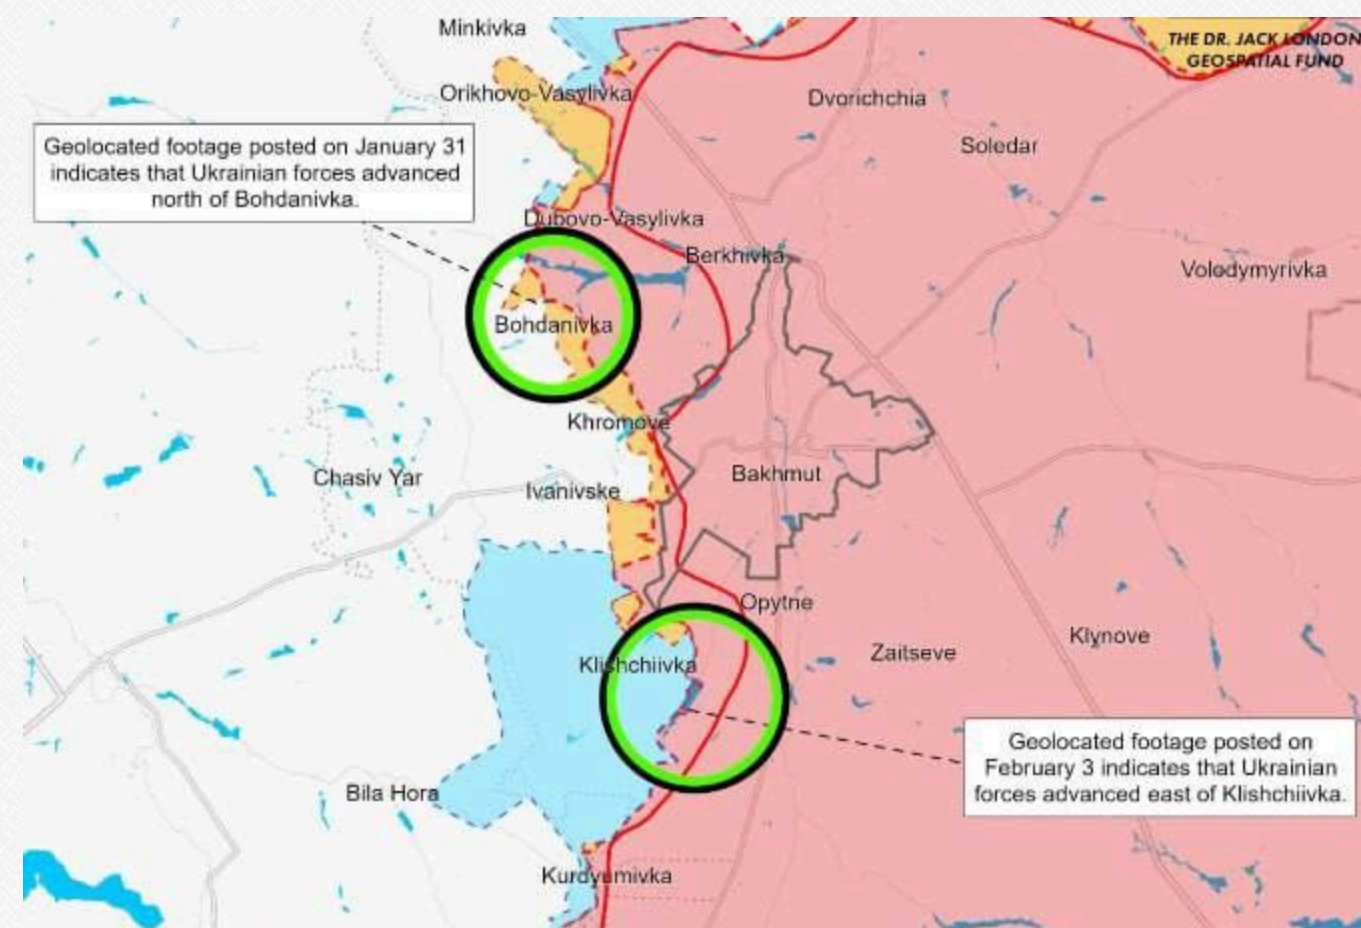 Minkivka
THE DR. JACK LONDON
GEOSPATIAL FUND
Orikhovo-Vasylivka
Dvorichchia
Soledar
Geolocated footage posted on January 31
indicates that Ukrainian forces advanced
north of Bohdanivka.
Dubovo-Vasylivka
Berkhivka
Volodymyrivka
Bohdanivka
Khromove
Chasiv Yar
Ivanivske
Bakhmut
Opytne
Klynove
Zaitseve
Klishchiivka
Geolocated footage posted on
February 3 indicates that Ukrainian
forces advanced east of Klishchiivka.
Bila Hora
Kurdyumivka